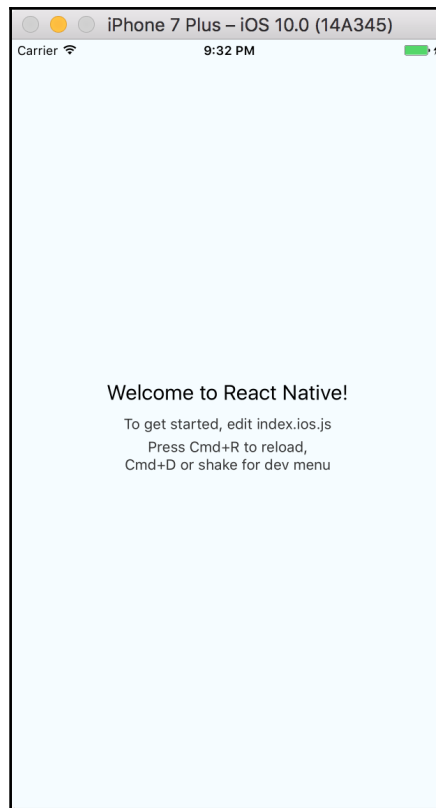 iPhone 7 Plus – iOS 10.0 (14A345)
Carrier 9:32 PM
Welcome to React Native!
To get started, edit index.ios.js
Press Cmd+R to reload,
Cmd+D or shake for dev menu